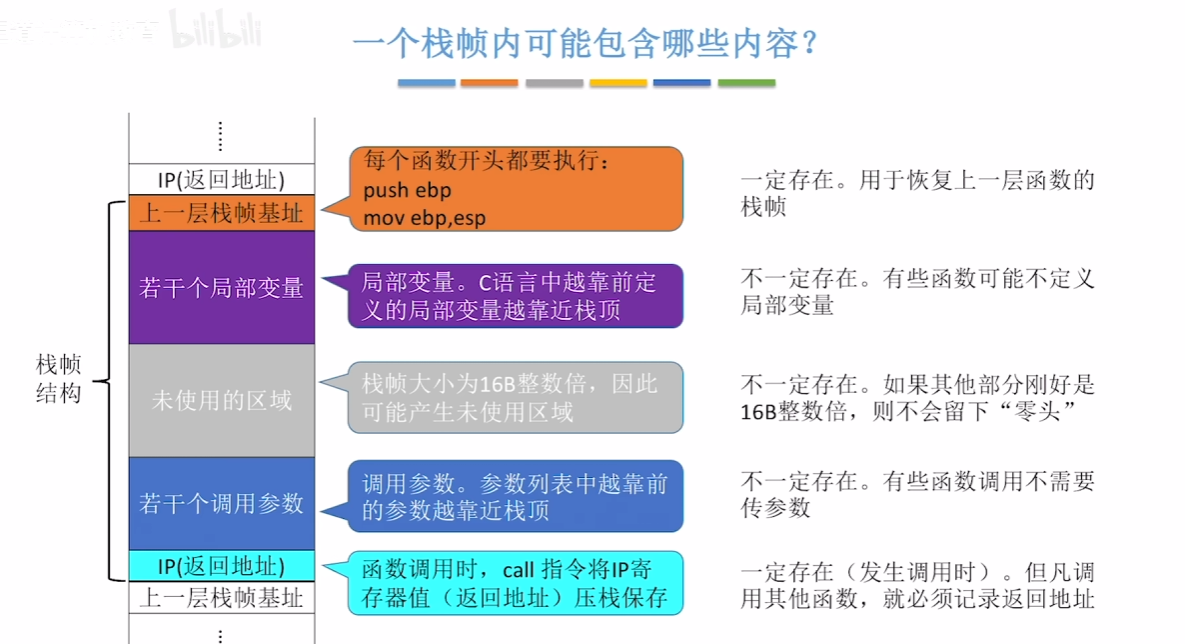 bilibili
一个栈帧内可能包含哪些内容？
IP(返回地址)
上一层栈帧基址
若干个局部变量
未使用的区域
若干个调用参数
IP(返回地址)
上一层栈帧基址
栈帧
结构
每个函数开头都要执行：
push ebp
mov ebp,esp
局部变量。C语言中越靠前定
义的局部变量越靠近栈顶
栈帧大小为16B整数倍，因此
可能产生未使用区域
调用参数。参数列表中越靠前
的参数越靠近栈顶
函数调用时，call 指令将IP寄
存器值（返回地址）压栈保存
一定存在。用于恢复上一层函数的
栈帧
不一定存在。有些函数可能不定义
局部变量
不一定存在。如果其他部分刚好是
16B整数倍，则不会留下“零头”
不一定存在。有些函数调用不需要
传参数
一定存在（发生调用时）。但凡调
用其他函数，就必须记录返回地址